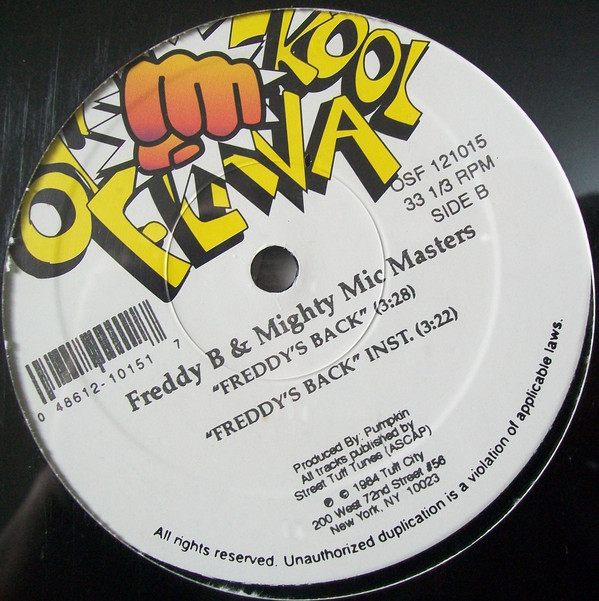 OL' SKOOL
FLAVA
OSF 121015
33 1/3 RPM
SIDE B
Freddy B & Mighty Mic Masters
"FREDDY'S BACK" (3:28)
"FREDDY'S BACK" INST. (3:22)
0 48612-10151 7
Produced By: Pumpkin
All tracks published by
Street Tuff Tunes (ASCAP)
℗ © 1984 Tuff City
200 West 72nd Street #56
New York, NY 10023
All rights reserved. Unauthorized duplication is a violation of applicable laws.